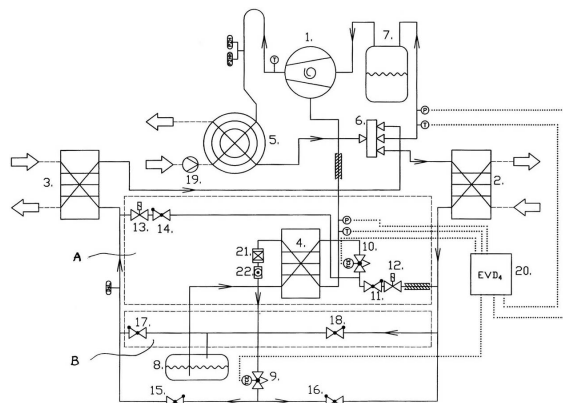 1.
7.
T
P
T
6.
5.
19.
3.
2.
13.
14.
P
T
A
4.
10.
21.
22.
12.
11.
EVD4
20.
17.
18.
B
8.
9.
15.
16.